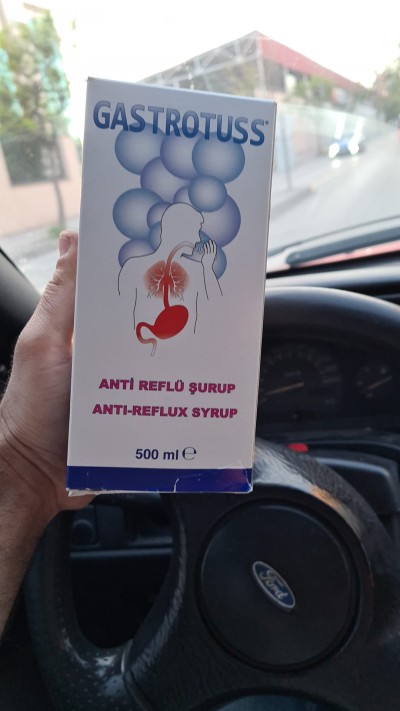 GASTROTUSS®
ANTİ REFLÜ ŞURUP
ANTI-REFLUX SYRUP
500 ml ℮
Ford